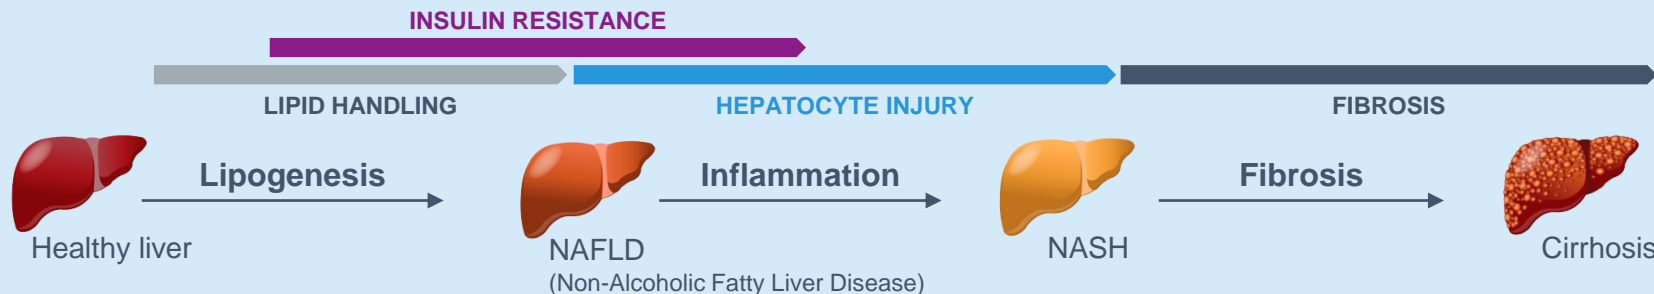 INSULIN RESISTANCE
LIPID HANDLING
HEPATOCYTE INJURY
FIBROSIS
Lipogenesis
Inflammation
Fibrosis
Healthy liver
NAFLD
(Non-Alcoholic Fatty Liver Disease)
NASH
Cirrhosis